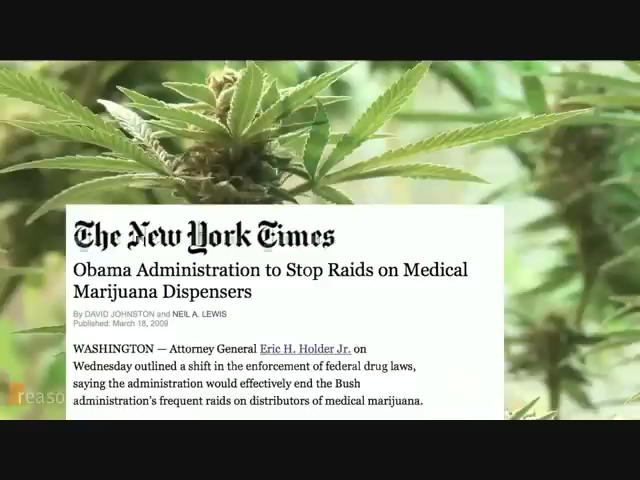 The New York Times
Obama Administration to Stop Raids on Medical
Marijuana Dispensers
By DAVID JOHNSTON and NEIL A. LEWIS
Published: March 18, 2009
WASHINGTON — Attorney General Eric H. Holder Jr. on
Wednesday outlined a shift in the enforcement of federal drug laws,
saying the administration would effectively end the Bush
administration's frequent raids on distributors of medical marijuana.
reaso